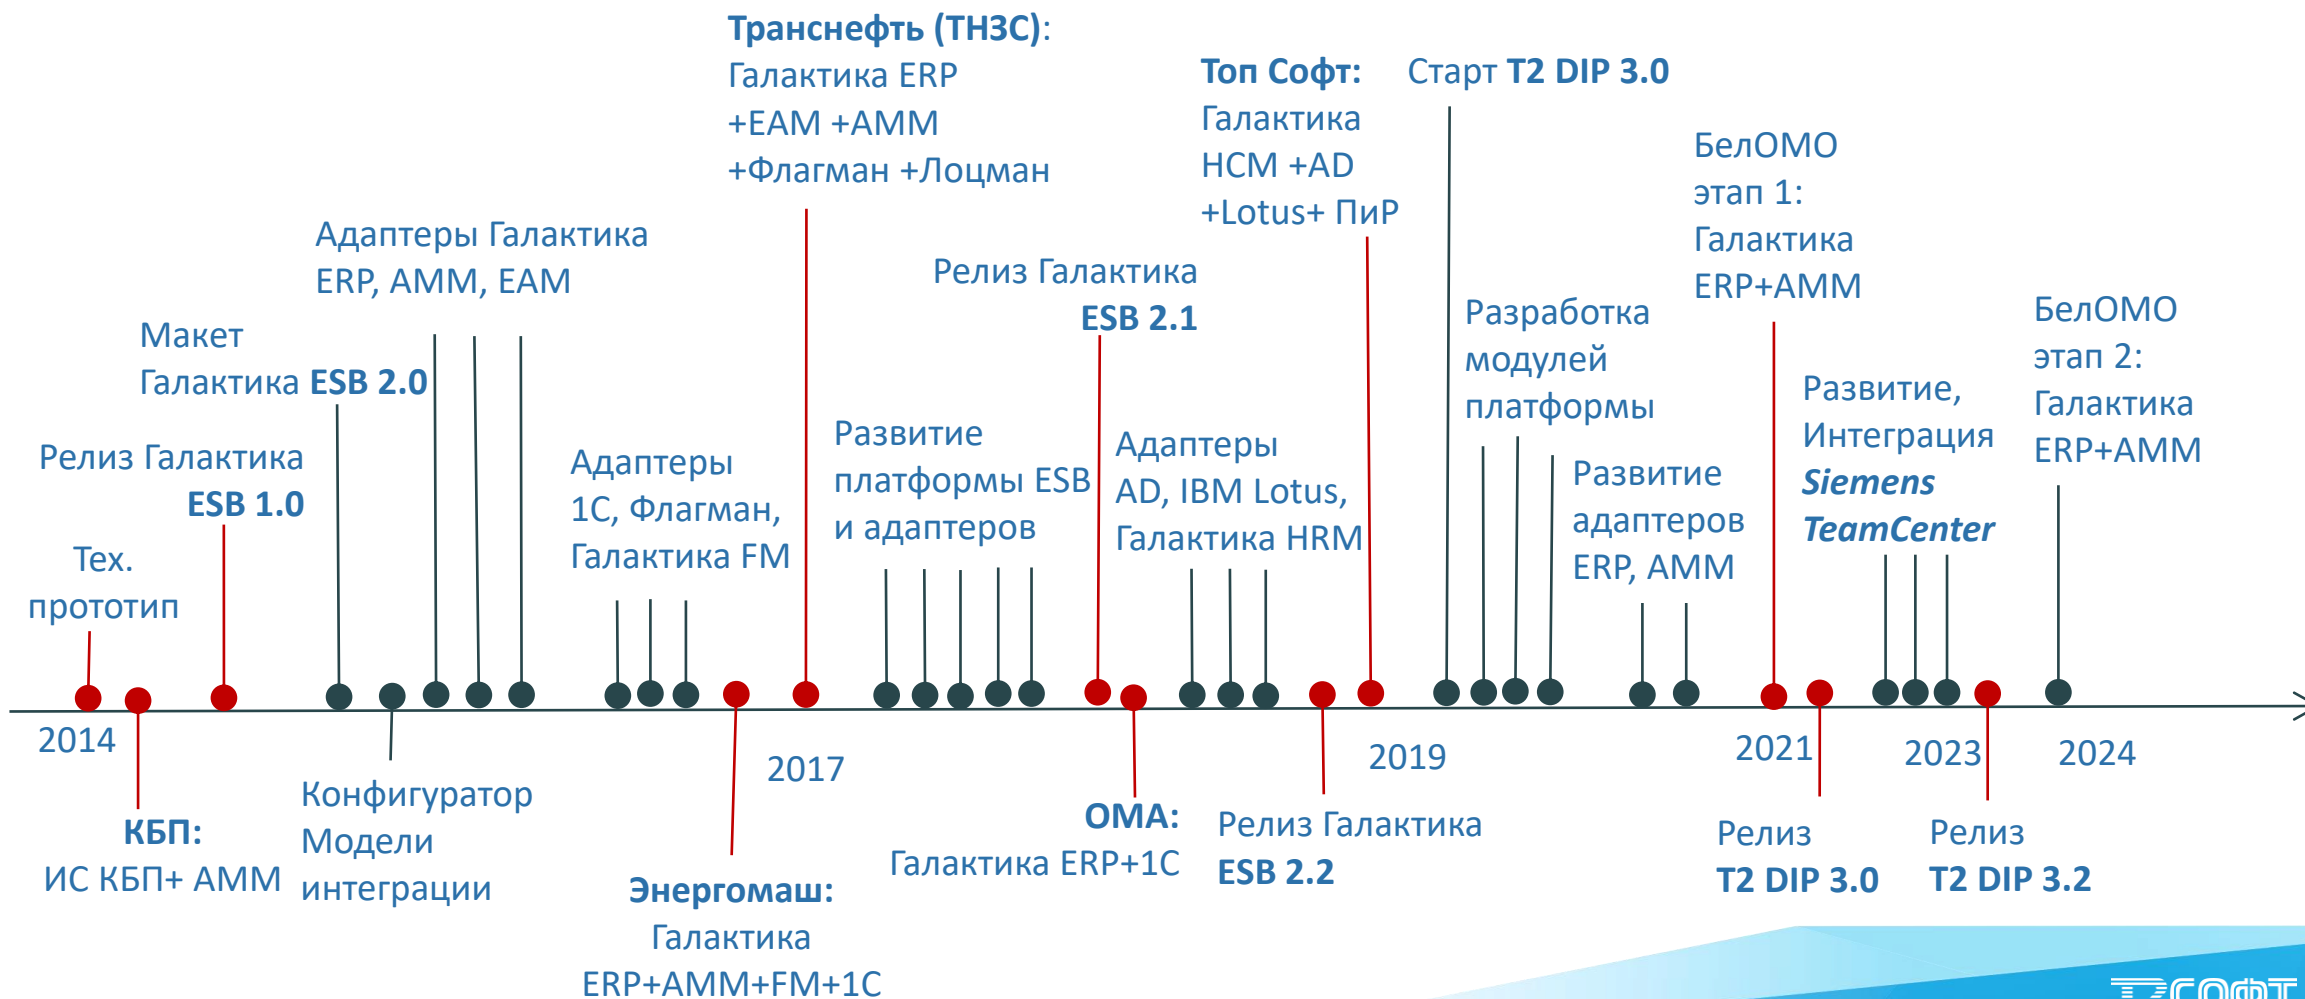 Транснефть (ТНЗС):
Галактика ERP
+EAM +AMM
+Флагман +Лоцман
Топ Софт:
Галактика
HCM +AD
+Lotus+ ПиР
Старт T2 DIP 3.0
БелОМО
этап 1:
Галактика
ERP+AMM
Адаптеры Галактика
ERP, AMM, EAM
Релиз Галактика
ESB 2.1
Разработка
модулей
платформы
БелОМО
этап 2:
Галактика
ERP+AMM
Макет
Галактика ESB 2.0
Развитие,
Интеграция
Siemens
TeamCenter
Релиз Галактика
ESB 1.0
Адаптеры
1С, Флагман,
Галактика FM
Развитие
платформы ESB
и адаптеров
Адаптеры
AD, IBM Lotus,
Галактика HRM
Развитие
адаптеров
ERP, AMM
Тех.
прототип
2014
2017
2019
2021
2023
2024
КБП:
ИС КБП+ AMM
Конфигуратор
Модели
интеграции
Энергомаш:
Галактика
ERP+AMM+FM+1C
ОМА:
Галактика ERP+1C
Релиз Галактика
ESB 2.2
Релиз
T2 DIP 3.0
Релиз
T2 DIP 3.2
Т2 СОФТ